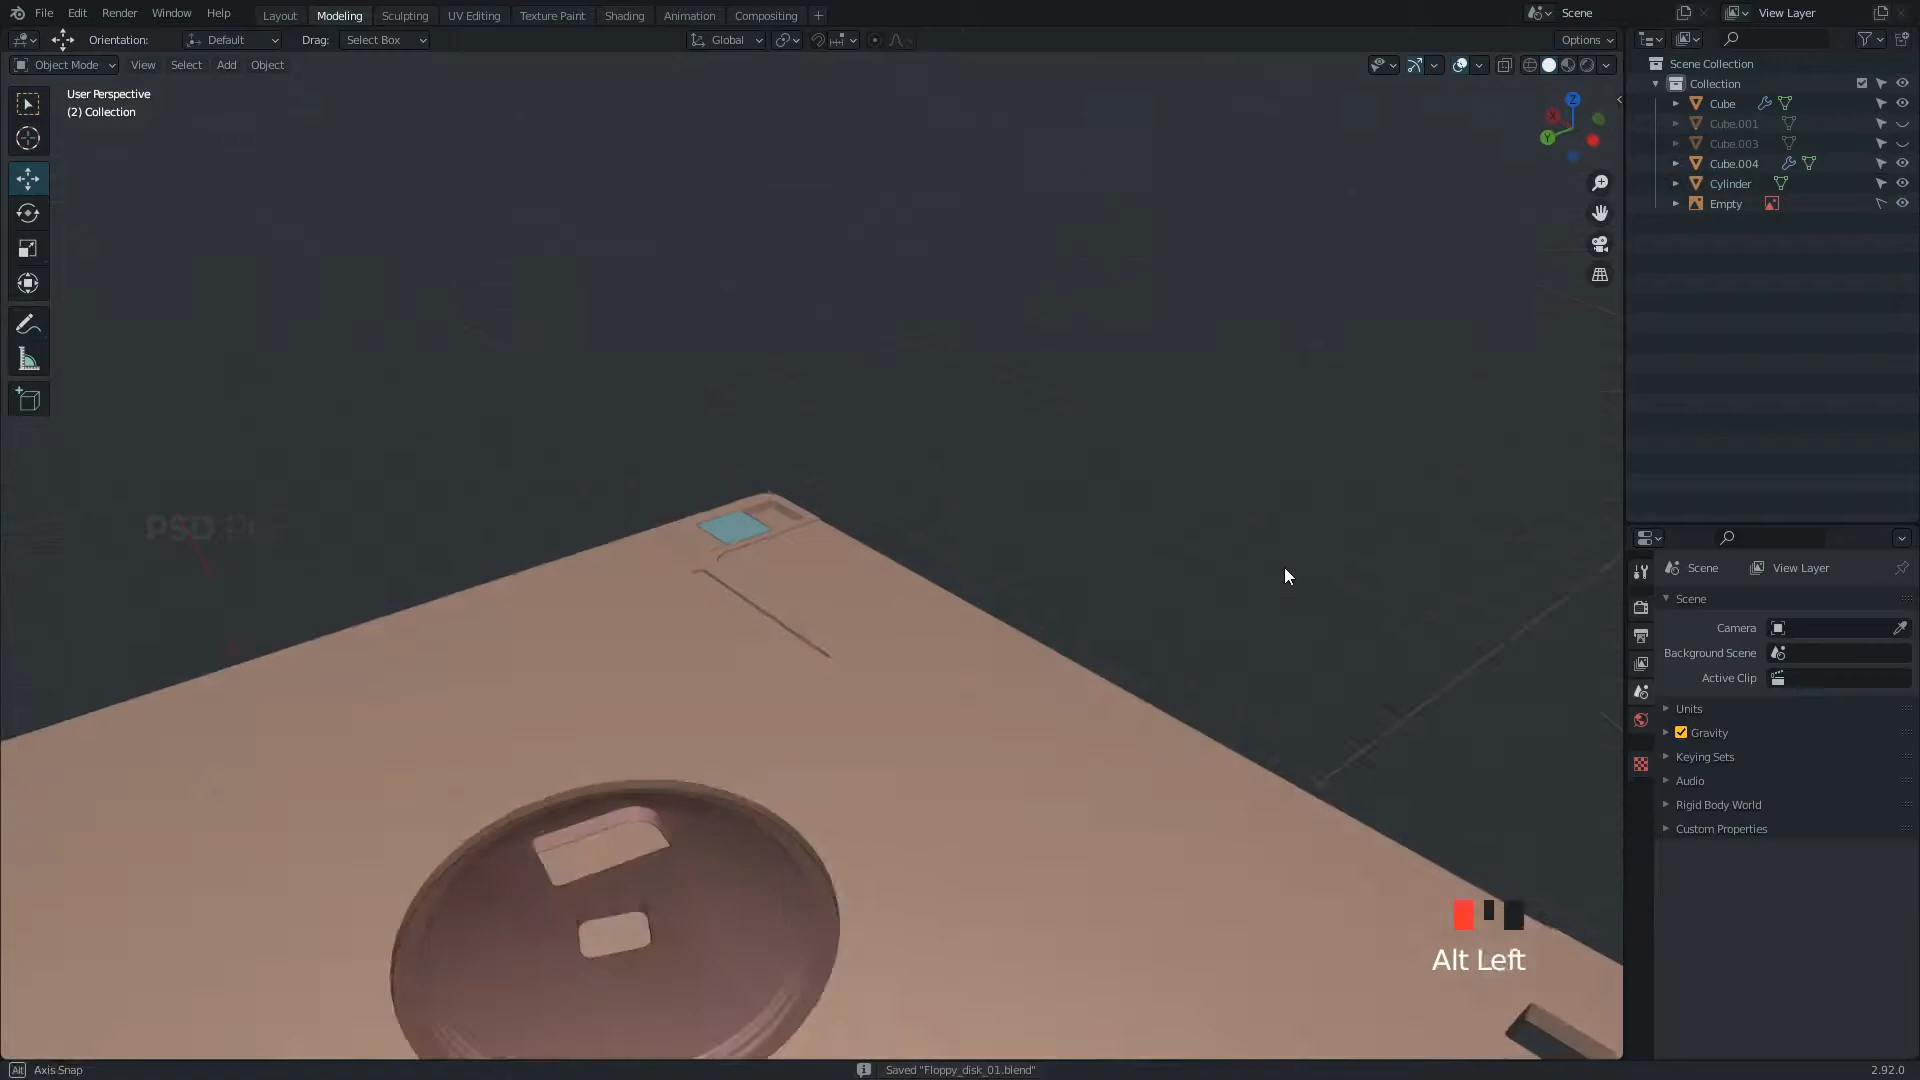 File Edit Render Window Help Layout Modeling Sculpting UV Editing Texture Paint Shading Animation Compositing + Scene View Layer
Orientation: Default Drag: Select Box Global Options
Object Mode View Select Add Object
User Perspective
(2) Collection
Z
X
Y
PSD
Alt Left
Scene Collection
Collection
Cube
Cube.001
Cube.003
Cube.004
Cylinder
Empty
Scene View Layer
Scene
Camera
Background Scene
Active Clip
Units
Gravity
Keying Sets
Audio
Rigid Body World
Custom Properties
Alt Axis Snap Saved "Floppy_disk_01.blend" 2.92.0